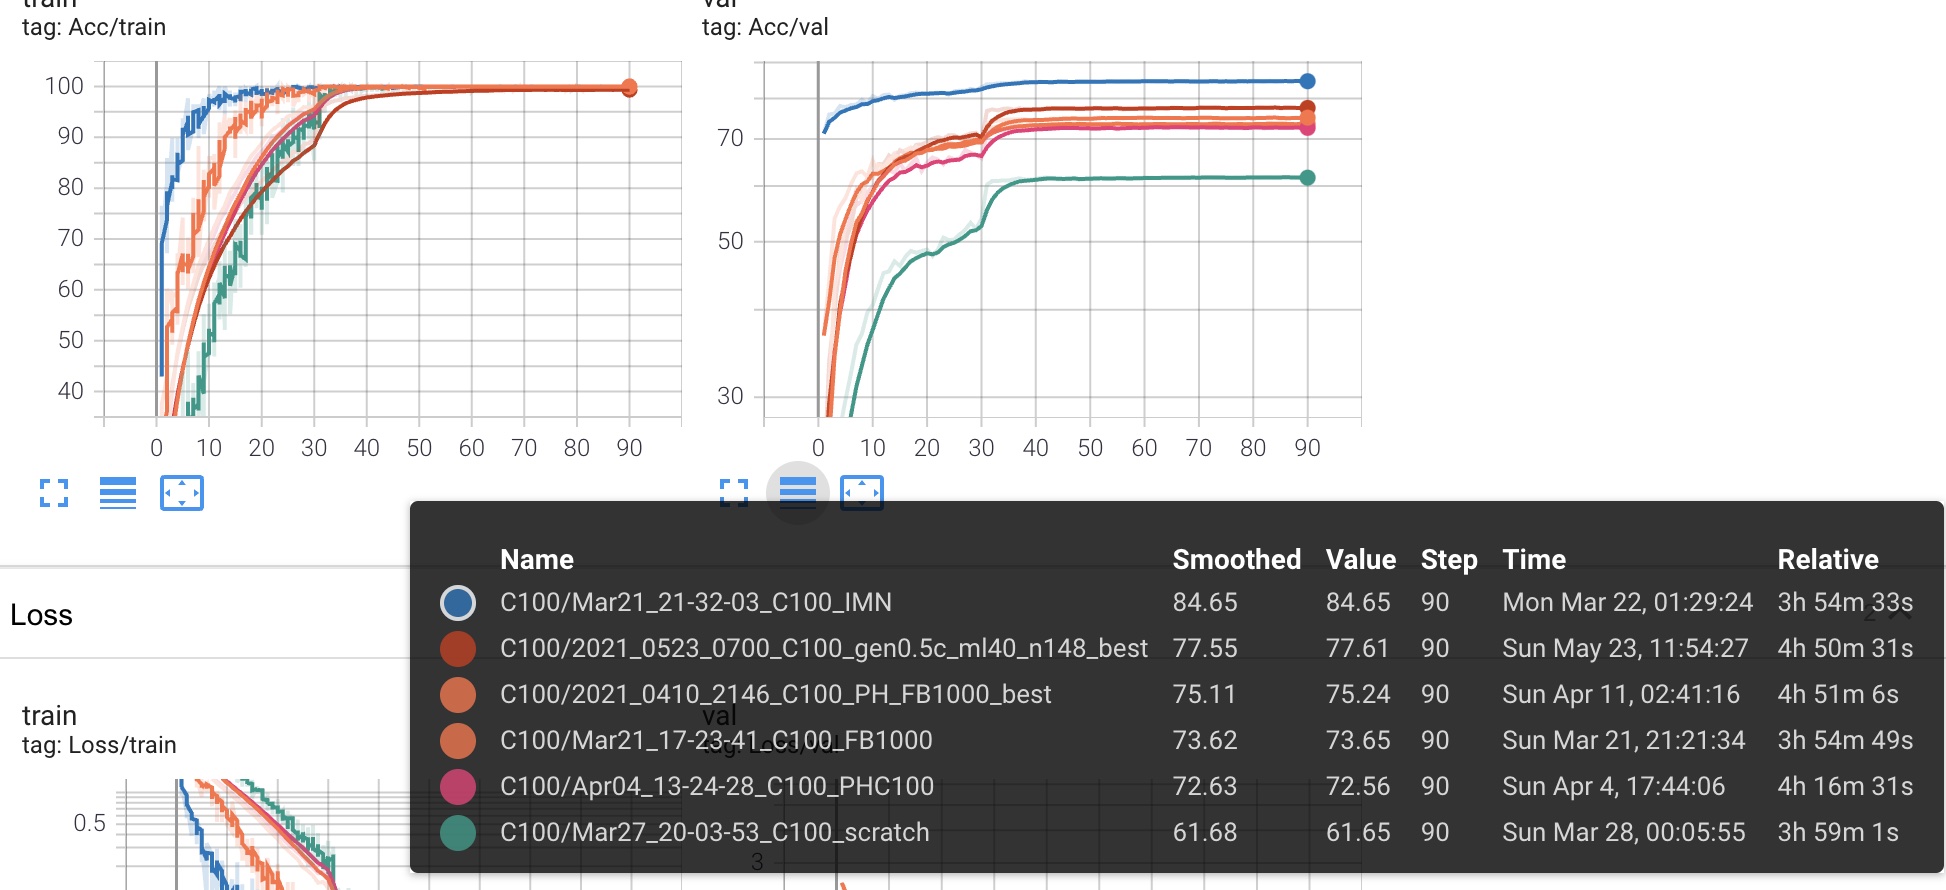 train
val
tag: Acc/train
tag: Acc/val
100
90
80
70
60
50
40
0 10 20 30 40 50 60 70 80 90
70
50
30
0 10 20 30 40 50 60 70 80 90
Name Smoothed Value Step Time Relative
C100/Mar21_21-32-03_C100_IMN 84.65 84.65 90 Mon Mar 22, 01:29:24 3h 54m 33s
C100/2021_0523_0700_C100_gen0.5c_ml40_n148_best 77.55 77.61 90 Sun May 23, 11:54:27 4h 50m 31s
C100/2021_0410_2146_C100_PH_FB1000_best 75.11 75.24 90 Sun Apr 11, 02:41:16 4h 51m 6s
C100/Mar21_17-23-41_C100_FB1000 73.62 73.65 90 Sun Mar 21, 21:21:34 3h 54m 49s
C100/Apr04_13-24-28_C100_PHC100 72.63 72.56 90 Sun Apr 4, 17:44:06 4h 16m 31s
C100/Mar27_20-03-53_C100_scratch 61.68 61.65 90 Sun Mar 28, 00:05:55 3h 59m 1s
Loss
2
train
tag: Loss/train
val
tag: Loss/val
0.5
3